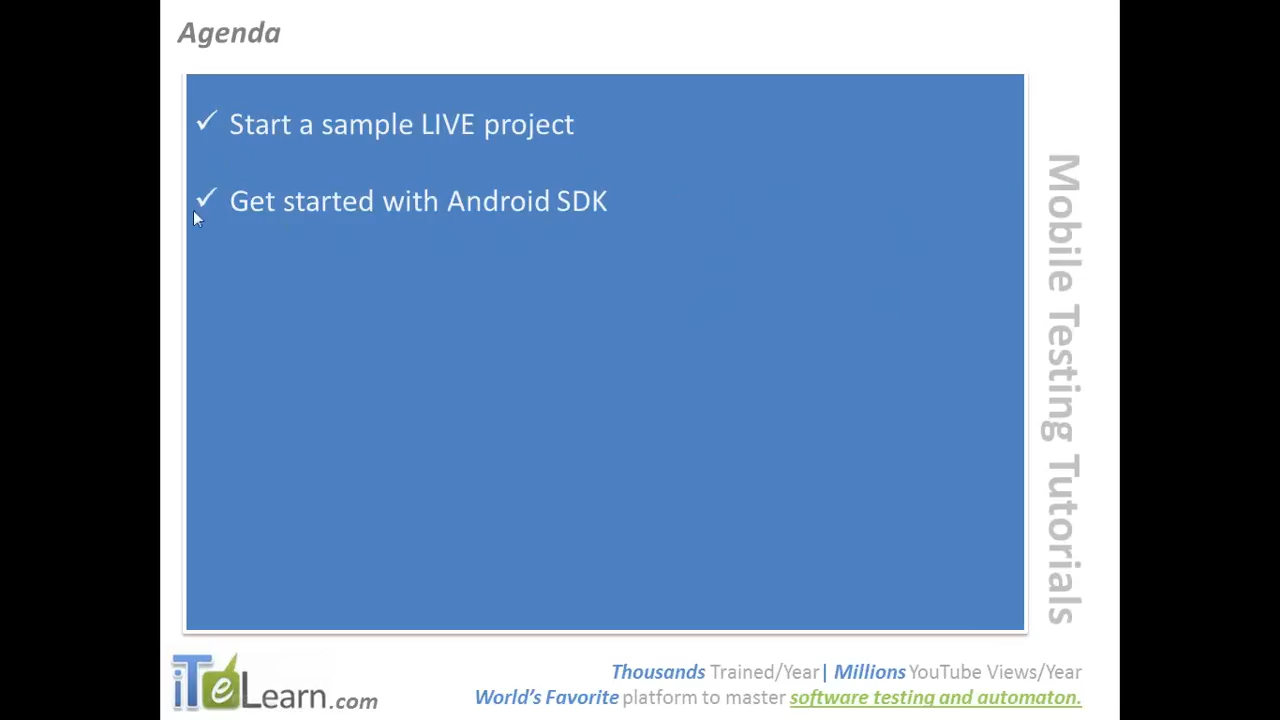 Agenda
✓ Start a sample LIVE project
✓ Get started with Android SDK
Mobile Testing Tutorials
iTeLearn.com
Thousands Trained/Year| Millions YouTube Views/Year
World's Favorite platform to master software testing and automaton.